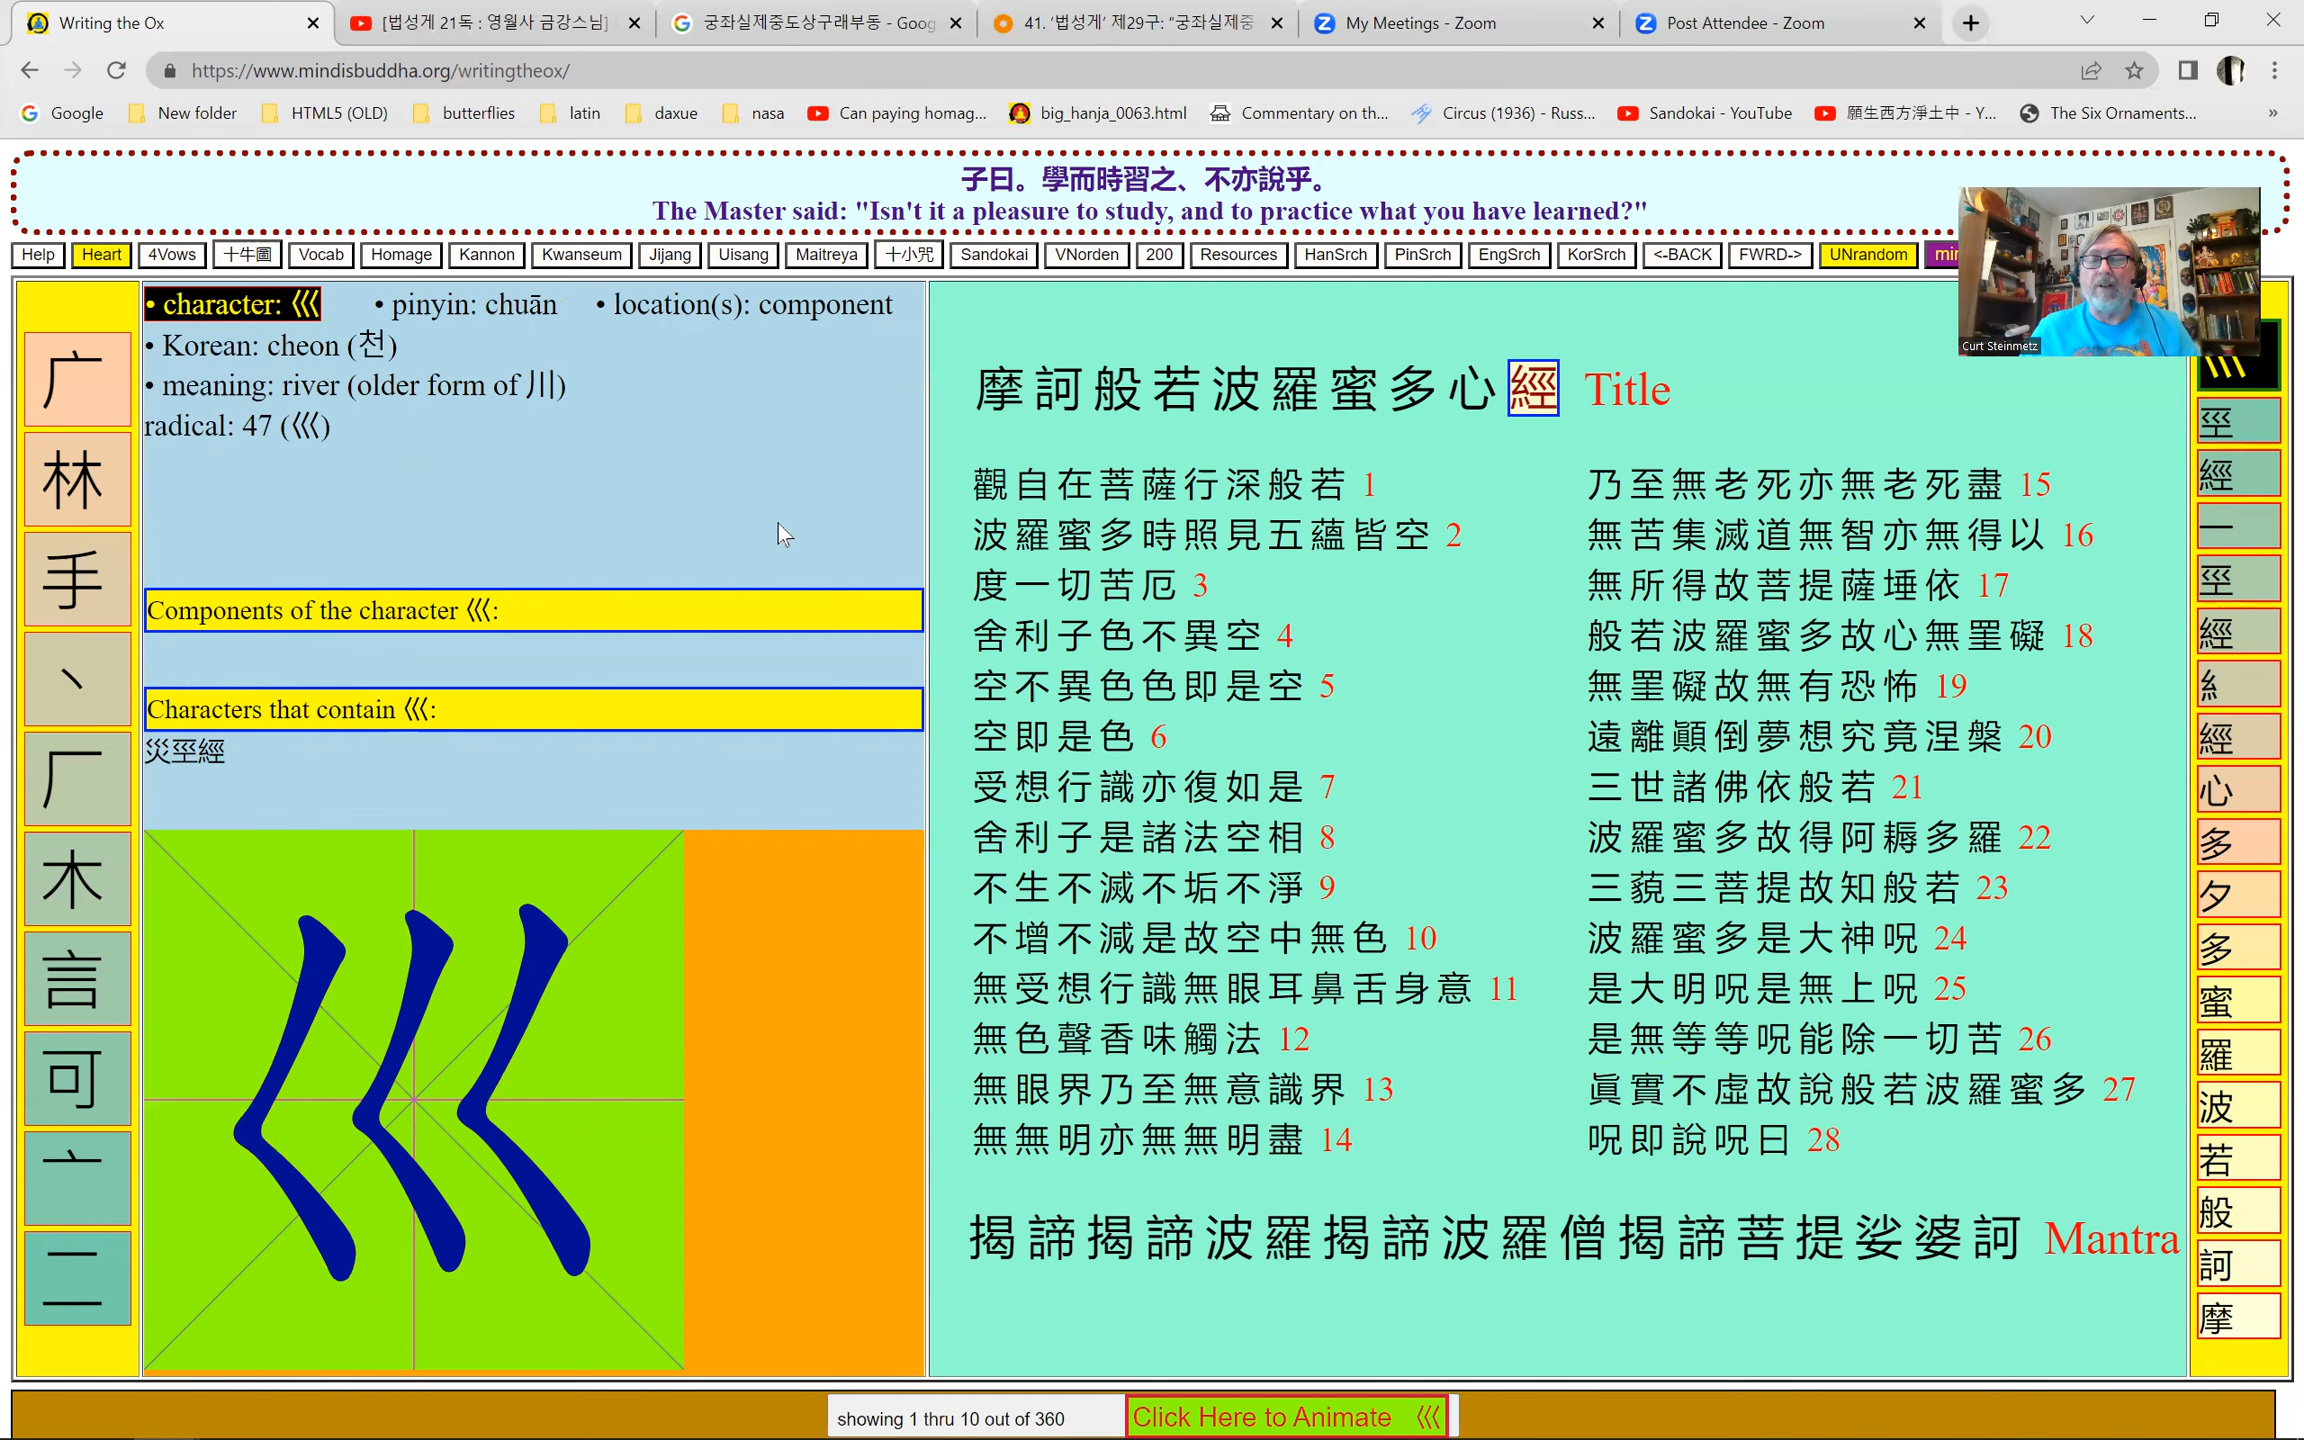 Writing the Ox
[법성게 21독 : 영월사 금강스님]
궁좌실제중도상구래부동 - Goog
41. ‘법성게’ 제29구: “궁좌실제중
My Meetings - Zoom
Post Attendee - Zoom
https://www.mindisbuddha.org/writingtheox/
Google
New folder
HTML5 (OLD)
butterflies
latin
daxue
nasa
Can paying homag...
big_hanja_0063.html
Commentary on th...
Circus (1936) - Russ...
Sandokai - YouTube
願生西方淨土中 - Y...
The Six Ornaments...
»
子曰。學而時習之、不亦說乎。
The Master said: "Isn't it a pleasure to study, and to practice what you have learned?"
Help
Heart
4Vows
十牛圖
Vocab
Homage
Kannon
Kwanseum
Jijang
Uisang
Maitreya
十小咒
Sandokai
VNorden
200
Resources
HanSrch
PinSrch
EngSrch
KorSrch
<-BACK
FWRD->
UNrandom
Curt Steinmetz
广
林
手
丶
厂
木
言
可
亠
二
• character: 巛 • pinyin: chuān • location(s): component
• Korean: cheon (천)
• meaning: river (older form of 川)
radical: 47 (巛)
Components of the character 巛:
Characters that contain 巛:
災巠經
巛
摩訶般若波羅蜜多心經 Title
觀自在菩薩行深般若 1
波羅蜜多時照見五蘊皆空 2
度一切苦厄 3
舍利子色不異空 4
空不異色色即是空 5
空即是色 6
受想行識亦復如是 7
舍利子是諸法空相 8
不生不滅不垢不淨 9
不增不減是故空中無色 10
無受想行識無眼耳鼻舌身意 11
無色聲香味觸法 12
無眼界乃至無意識界 13
無無明亦無無明盡 14
乃至無老死亦無老死盡 15
無苦集滅道無智亦無得以 16
無所得故菩提薩埵依 17
般若波羅蜜多故心無罣礙 18
無罣礙故無有恐怖 19
遠離顚倒夢想究竟涅槃 20
三世諸佛依般若 21
波羅蜜多故得阿耨多羅 22
三藐三菩提故知般若 23
波羅蜜多是大神呪 24
是大明呪是無上呪 25
是無等等呪能除一切苦 26
眞實不虛故說般若波羅蜜多 27
呪即說呪曰 28
揭諦揭諦波羅揭諦波羅僧揭諦菩提娑婆訶 Mantra
巠
經
一
巠
經
糹
經
心
多
夕
多
蜜
羅
波
若
般
訶
摩
showing 1 thru 10 out of 360
Click Here to Animate 巛